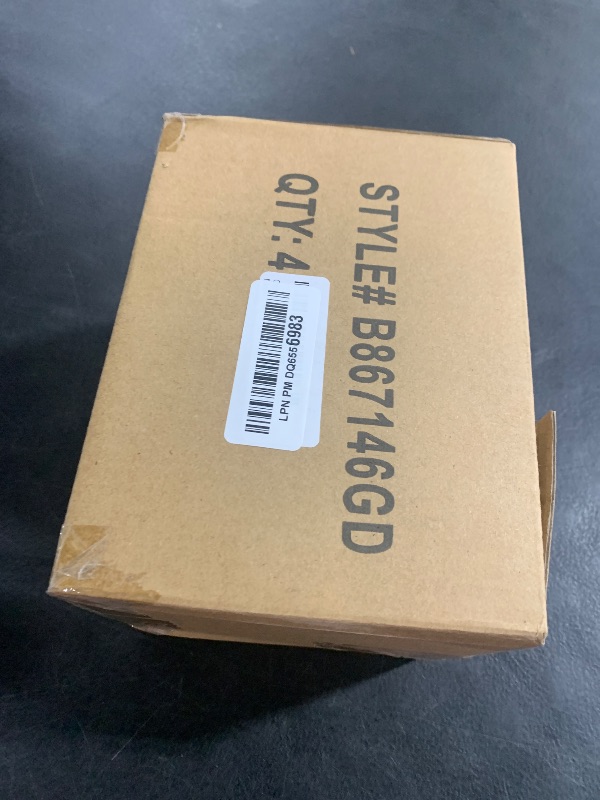 STYLE# B867146GD
QTY: 4
LPN PM DQ6556983